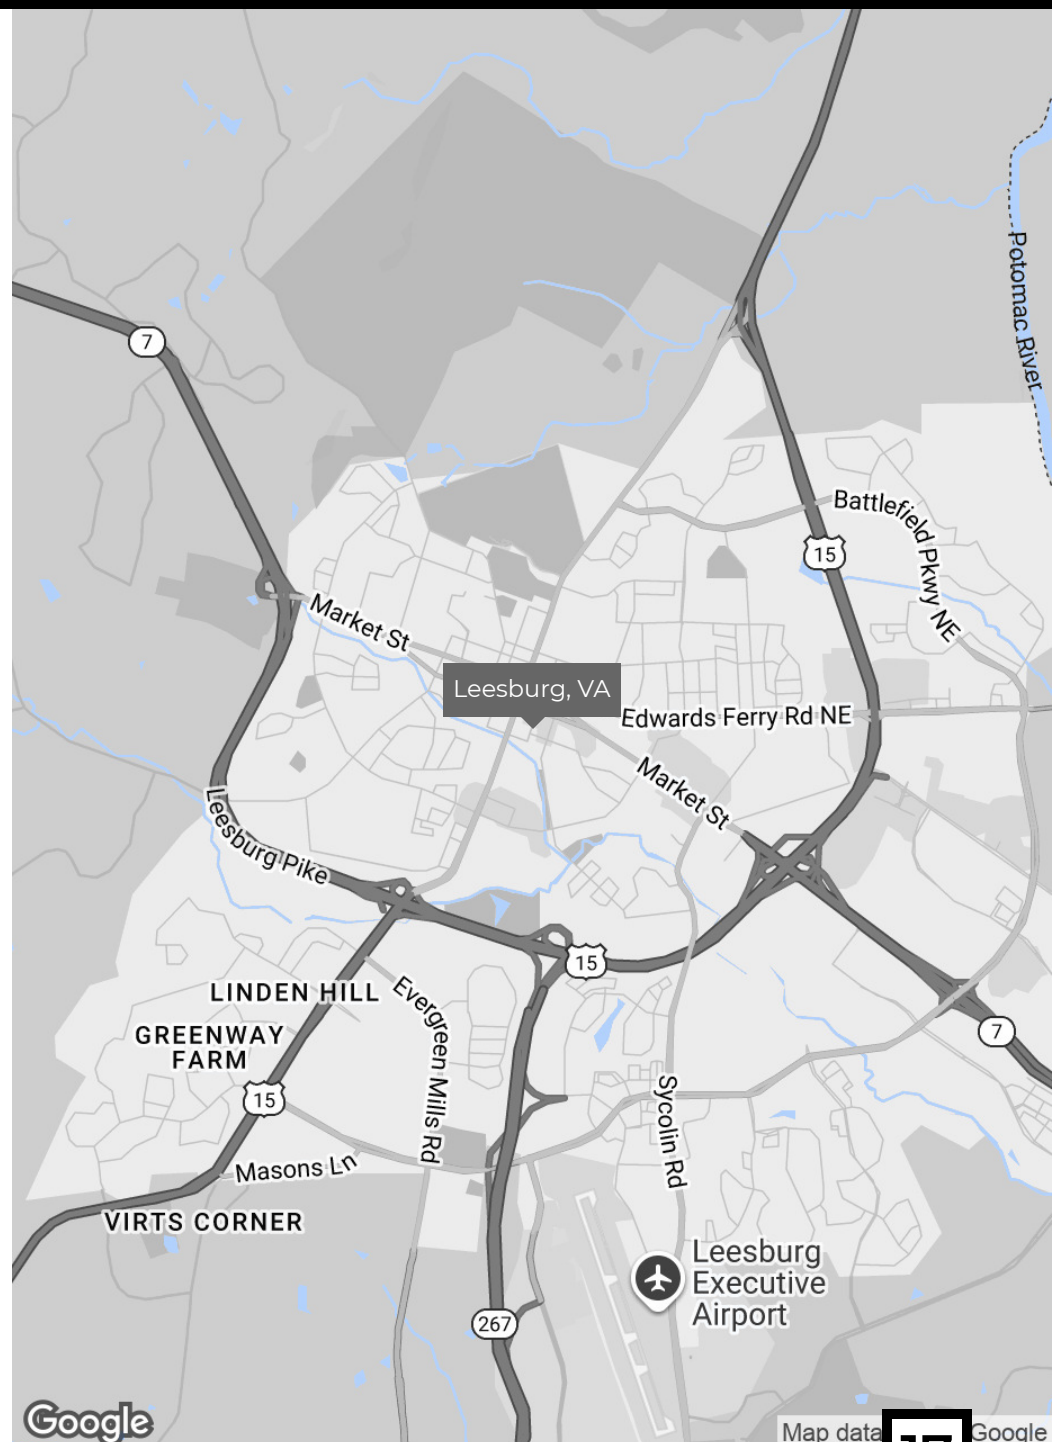 Potomac River
7
Battlefield Pkwy NE
15
Market St
Leesburg, VA
Edwards Ferry Rd NE
Market St
Leesburg Pike
15
LINDEN HILL
Evergreen Mills Rd
GREENWAY
FARM
7
15
Sycolin Rd
Masons Ln
VIRTS CORNER
Leesburg
Executive
Airport
267
Google
Map data
Google